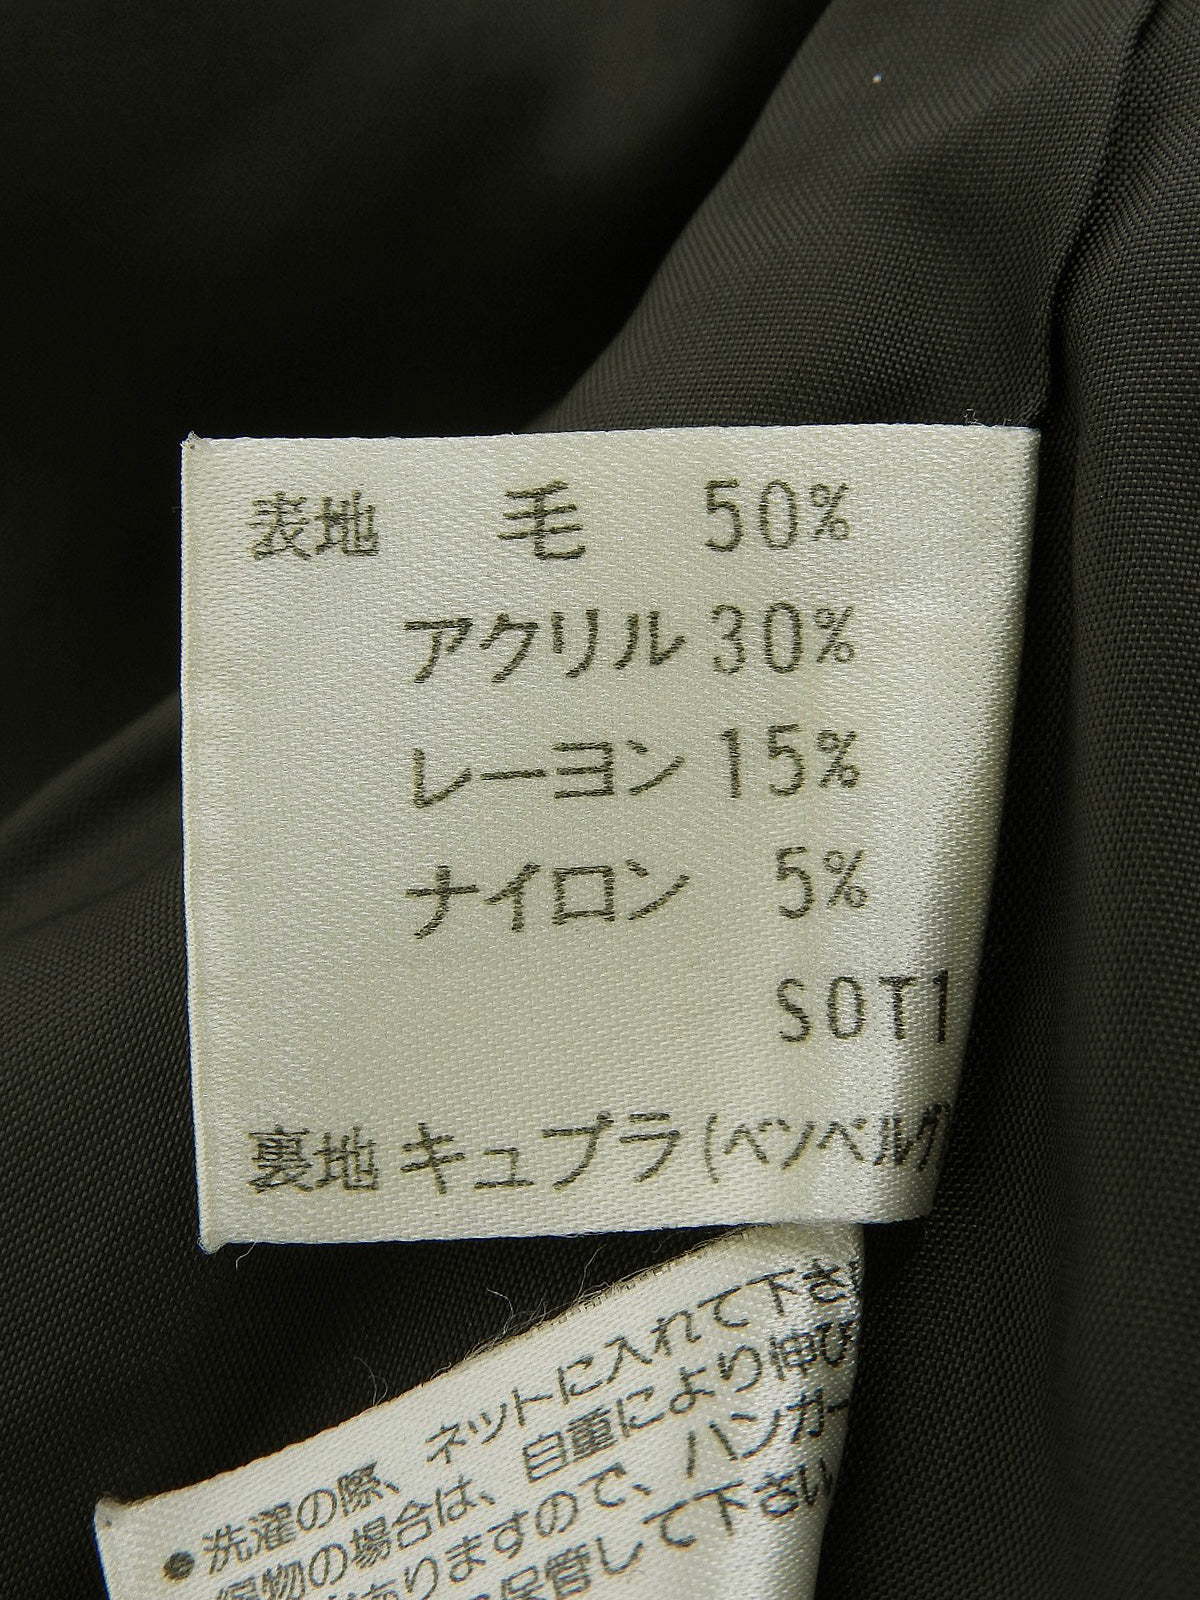 表地 毛 50%
アクリル 30%
レーヨン 15%
ナイロン 5%
SOT1
裏地 キュプラ(ベンベルグ
●洗濯の際、ネットに入れて下さ
編物の場合は、自重により伸び
ありますので、ハンガー
保管して下さい